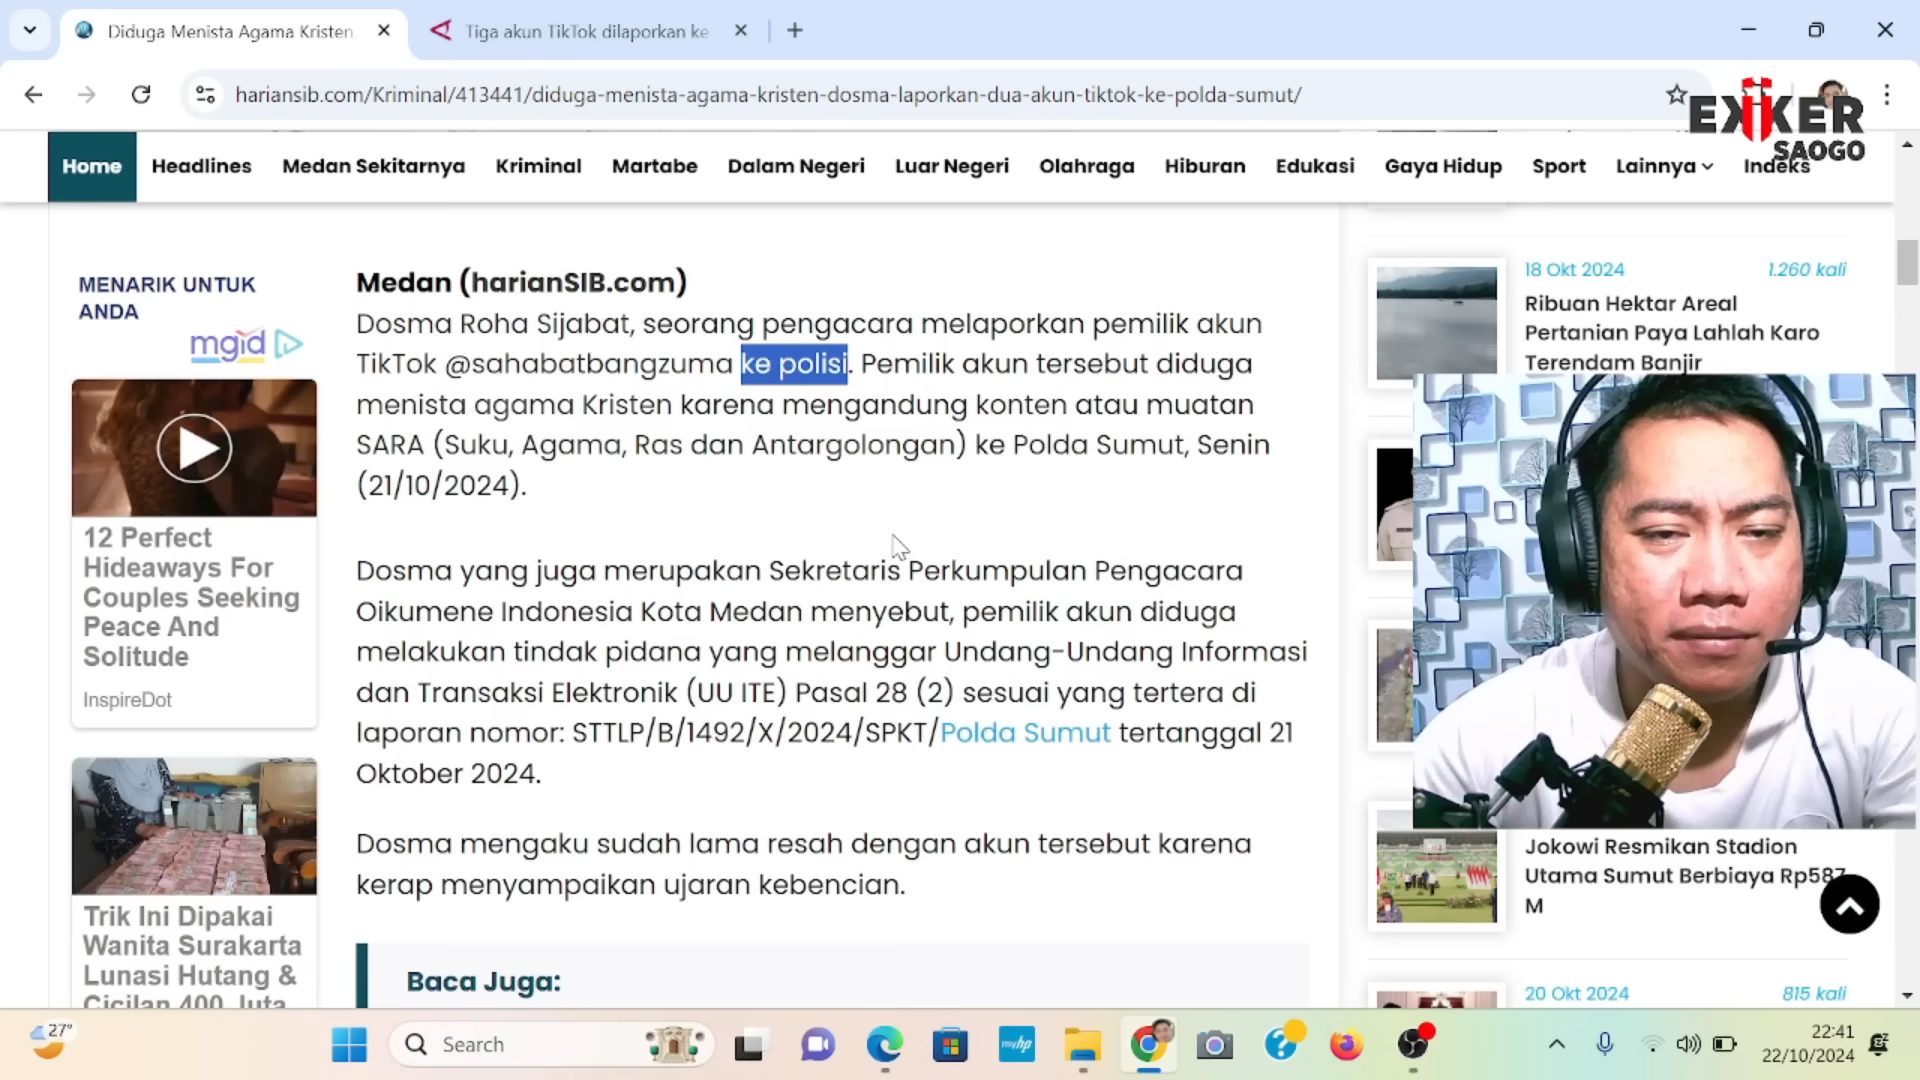 Diduga Menista Agama Kristen
Tiga akun TikTok dilaporkan ke
hariansib.com/Kriminal/413441/diduga-menista-agama-kristen-dosma-laporkan-dua-akun-tiktok-ke-polda-sumut/
EXKER
SAOGO
Home Headlines Medan Sekitarnya Kriminal Martabe Dalam Negeri Luar Negeri Olahraga Hiburan Edukasi Gaya Hidup Sport Lainnya Indeks
MENARIK UNTUK
ANDA
mgid
12 Perfect
Hideaways For
Couples Seeking
Peace And
Solitude
InspireDot
Trik Ini Dipakai
Wanita Surakarta
Lunasi Hutang &
Cicilan 400 Juta
Medan (harianSIB.com)
Dosma Roha Sijabat, seorang pengacara melaporkan pemilik akun
TikTok @sahabatbangzuma ke polisi. Pemilik akun tersebut diduga
menista agama Kristen karena mengandung konten atau muatan
SARA (Suku, Agama, Ras dan Antargolongan) ke Polda Sumut, Senin
(21/10/2024).
Dosma yang juga merupakan Sekretaris Perkumpulan Pengacara
Oikumene Indonesia Kota Medan menyebut, pemilik akun diduga
melakukan tindak pidana yang melanggar Undang-Undang Informasi
dan Transaksi Elektronik (UU ITE) Pasal 28 (2) sesuai yang tertera di
laporan nomor: STTLP/B/1492/X/2024/SPKT/Polda Sumut tertanggal 21
Oktober 2024.
Dosma mengaku sudah lama resah dengan akun tersebut karena
kerap menyampaikan ujaran kebencian.
Baca Juga:
18 Okt 2024 1.260 kali
Ribuan Hektar Areal
Pertanian Paya Lahlah Karo
Terendam Banjir
Jokowi Resmikan Stadion
Utama Sumut Berbiaya Rp587
M
20 Okt 2024 815 kali
27°
Search
myhp
22:41
22/10/2024